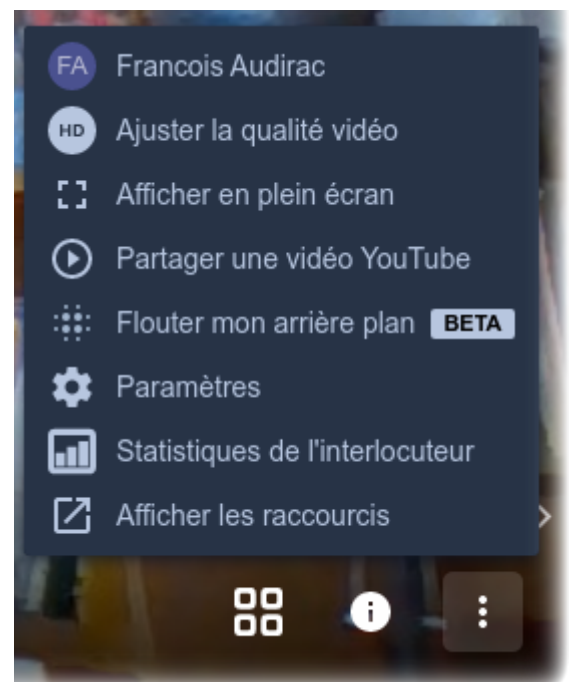 FA Francois Audirac
HD Ajuster la qualité vidéo
Afficher en plein écran
Partager une vidéo YouTube
Flouter mon arrière plan BETA
Paramètres
Statistiques de l'interlocuteur
Afficher les raccourcis